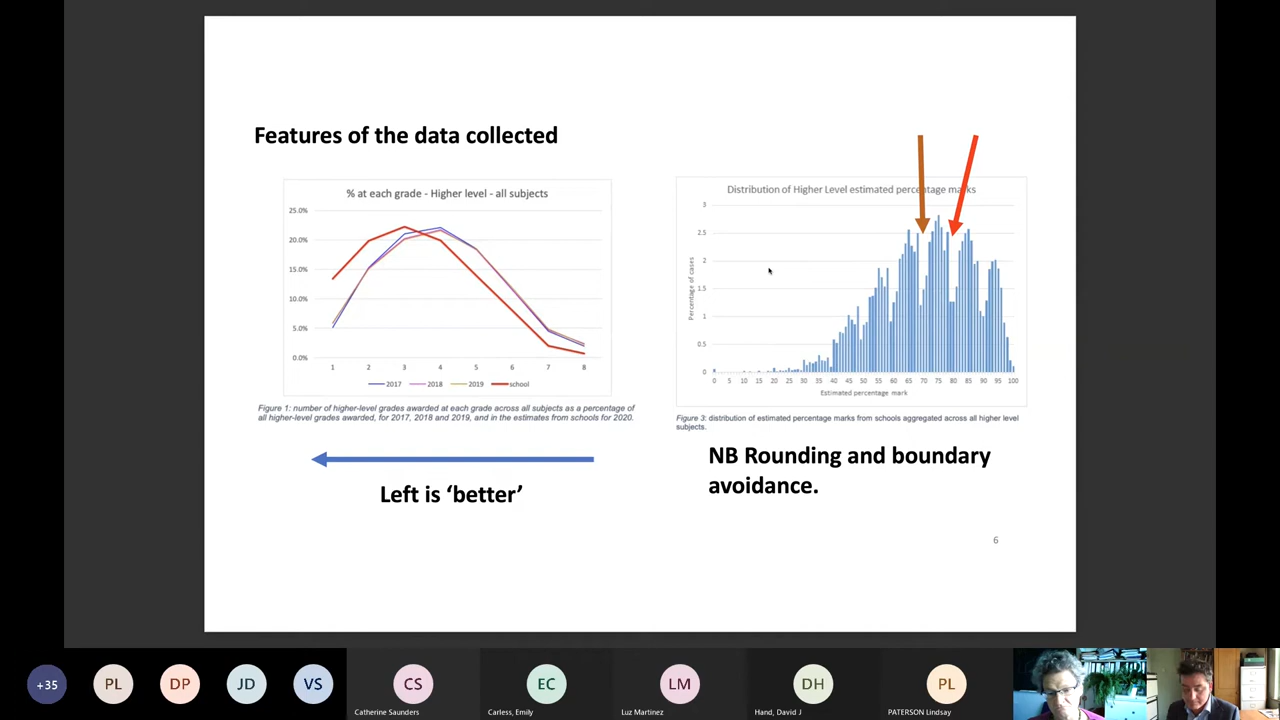 Features of the data collected
% at each grade - Higher level - all subjects
25.0%
20.0%
15.0%
10.0%
5.0%
0.0%
1 2 3 4 5 6 7 8
2017 2018 2019 school
Figure 1: number of higher-level grades awarded at each grade across all subjects as a percentage of
all higher-level grades awarded, for 2017, 2018 and 2019, and in the estimates from schools for 2020.
Left is ‘better’
Distribution of Higher Level estimated percentage marks
Percentage of cases
3
2.5
2
1.5
1
0.5
0
0 5 10 15 20 25 30 35 40 45 50 55 60 65 70 75 80 85 90 95 100
Estimated percentage mark
Figure 3: distribution of estimated percentage marks from schools aggregated across all higher level
subjects.
NB Rounding and boundary
avoidance.
6
+35 PL DP JD VS CS EC LM DH PL
Catherine Saunders Carless, Emily Luz Martinez Hand, David J PATERSON Lindsay